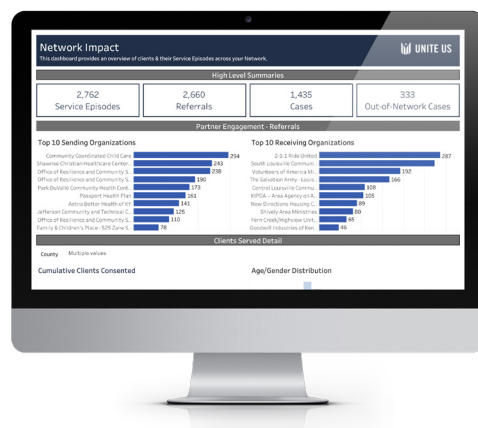 Network Impact
This dashboard provides an overview of clients & their Service Episodes across your Network.
UNITE US
High Level Summaries
2,762
Service Episodes
2,660
Referrals
1,435
Cases
333
Out-of-Network Cases
Partner Engagement - Referrals
Top 10 Sending Organizations
Community Coordinated Child Care 294
Shawnee Christian Healthcare Center.. 243
Office of Resilience and Community S.. 238
Office of Resilience and Community S.. 190
Park DuValle Community Health Cent.. 173
Passport Health Plan 161
Aetna Better Health of KY 141
Jefferson Community and Technical C.. 125
Office of Resilience and Community S.. 110
Family & Children's Place - 525 Zane S.. 78
Top 10 Receiving Organizations
2-1-1 Ride United 287
South Louisville Communi..
Volunteers of America Mi.. 192
The Salvation Army - Louis.. 166
Central Louisville Commu.. 108
KIPDA – Area Agency on A.. 105
New Directions Housing C.. 89
Shively Area Ministries 80
Fern Creek/Highview Unit.. 65
Goodwill Industries of Ken.. 46
Clients Served Detail
County Multiple values
Cumulative Clients Consented
Age/Gender Distribution